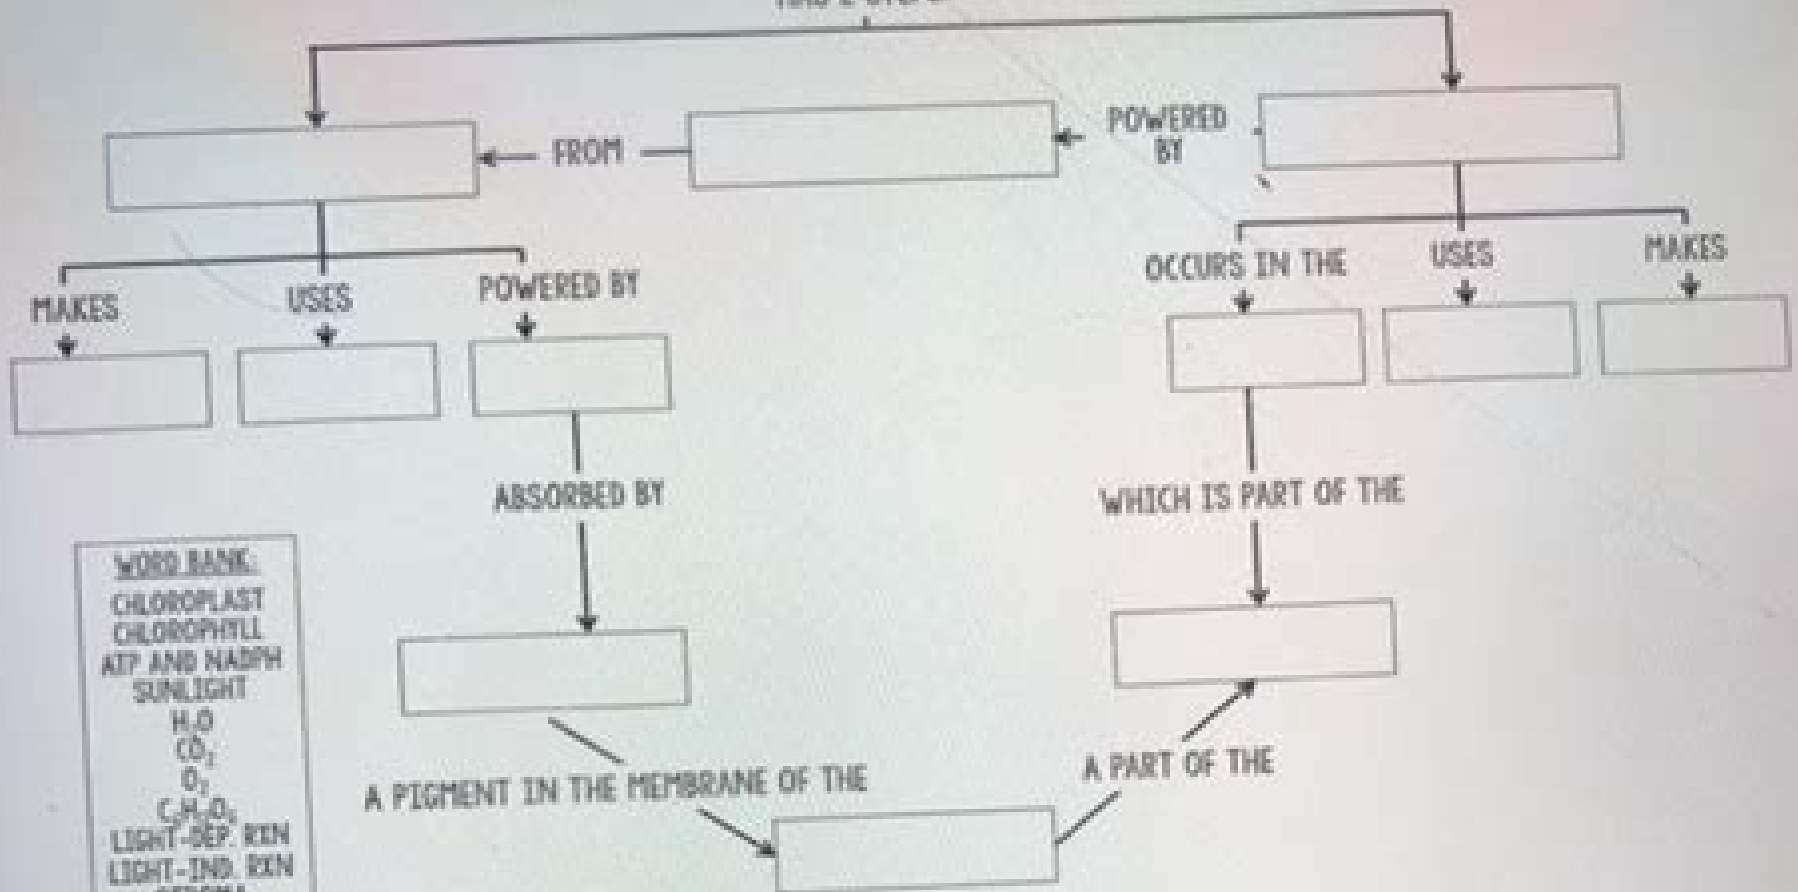 FROM
POWERED
BY
MAKES
USES
POWERED BY
OCCURS IN THE
USES
MAKES
ABSORBED BY
WHICH IS PART OF THE
WORD BANK:
CHLOROPLAST
CHLOROPHYLL
ATP AND NADPH
SUNLIGHT
H₂O
CO₂
O₂
C₆H₁₂O₆
LIGHT-DEP. RXN
LIGHT-IND. RXN
A PIGMENT IN THE MEMBRANE OF THE
A PART OF THE